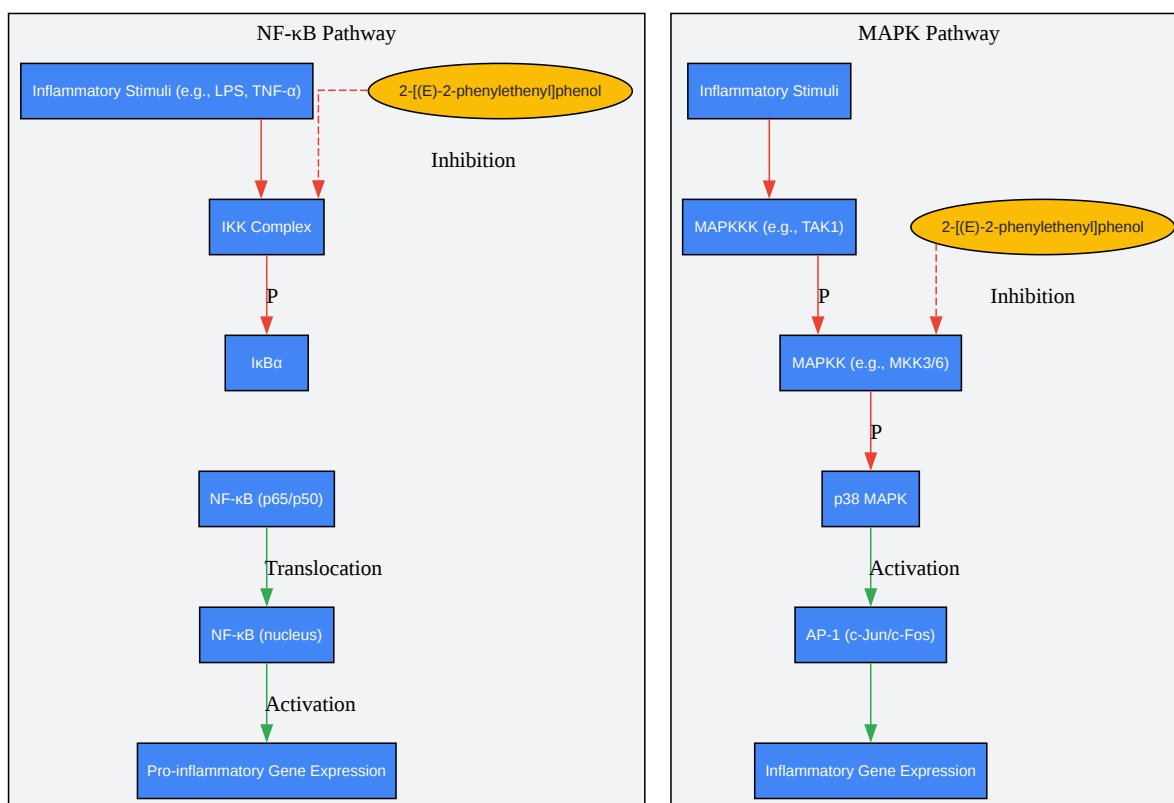 NF-κB Pathway
Inflammatory Stimuli (e.g., LPS, TNF-α)
2-[(E)-2-phenylethenyl]phenol
Inhibition
IKK Complex
P
IκBα
NF-κB (p65/p50)
Translocation
NF-κB (nucleus)
Activation
Pro-inflammatory Gene Expression
MAPK Pathway
Inflammatory Stimuli
MAPKKK (e.g., TAK1)
2-[(E)-2-phenylethenyl]phenol
P
Inhibition
MAPKK (e.g., MKK3/6)
P
p38 MAPK
Activation
AP-1 (c-Jun/c-Fos)
Inflammatory Gene Expression